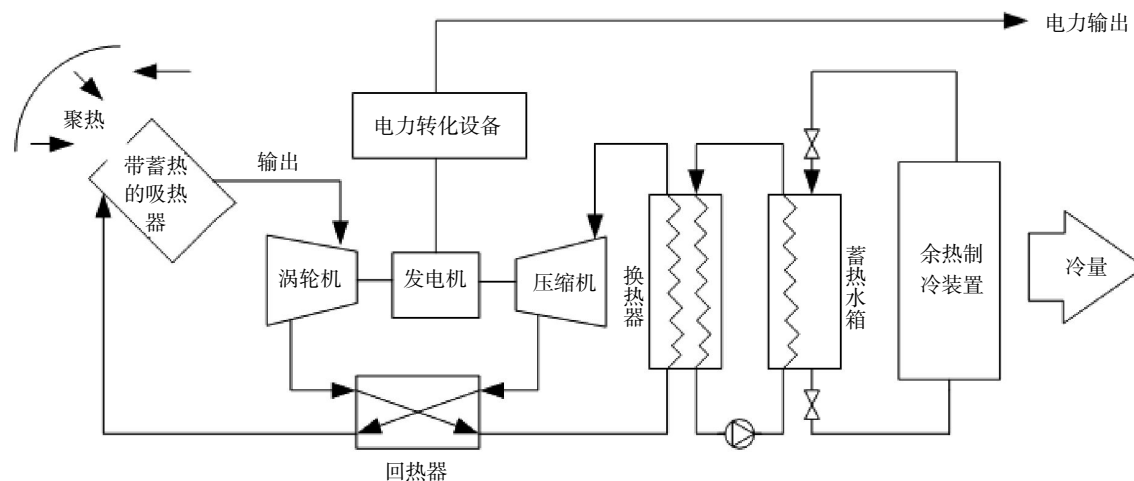 电力输出
聚热
电力转化设备
带蓄热
的吸热
器
输出
涡轮机
发电机
压缩机
换热器
蓄热水箱
余热制
冷装置
冷量
回热器